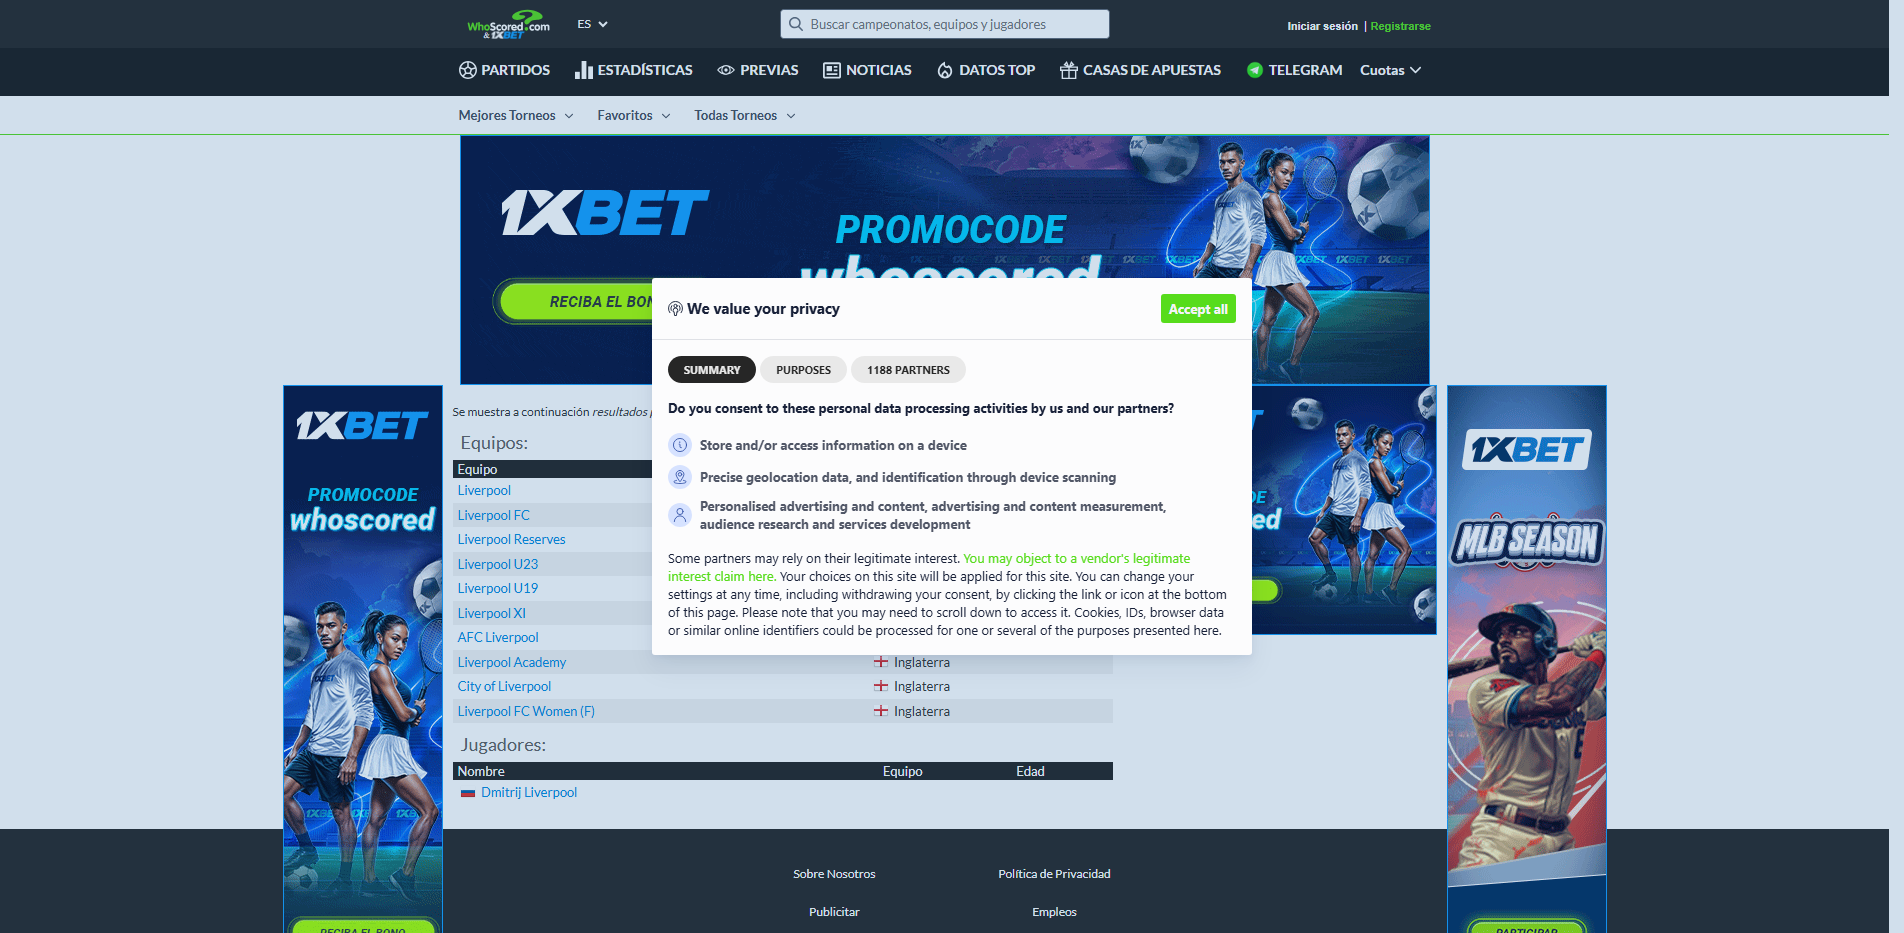 WhoScored.com
& 1XBET
ES
Buscar campeonatos, equipos y jugadores
Iniciar sesión | Registrarse
PARTIDOS ESTADÍSTICAS PREVIAS NOTICIAS DATOS TOP CASAS DE APUESTAS TELEGRAM Cuotas
Mejores Torneos Favoritos Todas Torneos
1XBET
PROMOCODE
whoscored
RECIBA EL BON
We value your privacy
Accept all
SUMMARY PURPOSES 1188 PARTNERS
Do you consent to these personal data processing activities by us and our partners?
Store and/or access information on a device
Precise geolocation data, and identification through device scanning
Personalised advertising and content, advertising and content measurement,
audience research and services development
Some partners may rely on their legitimate interest. You may object to a vendor's legitimate
interest claim here. Your choices on this site will be applied for this site. You can change your
settings at any time, including withdrawing your consent, by clicking the link or icon at the bottom
of this page. Please note that you may need to scroll down to access it. Cookies, IDs, browser data
or similar online identifiers could be processed for one or several of the purposes presented here.
1XBET
PROMOCODE
whoscored
RECIBA EL BONO
Se muestra a continuación resultados
Equipos:
Equipo
Liverpool
Liverpool FC
Liverpool Reserves
Liverpool U23
Liverpool U19
Liverpool XI
AFC Liverpool
Liverpool Academy Inglaterra
City of Liverpool Inglaterra
Liverpool FC Women (F) Inglaterra
Jugadores:
Nombre Equipo Edad
Dmitrij Liverpool
1XBET
MLB SEASON
PARTICIPAR
Sobre Nosotros Política de Privacidad
Publicitar Empleos